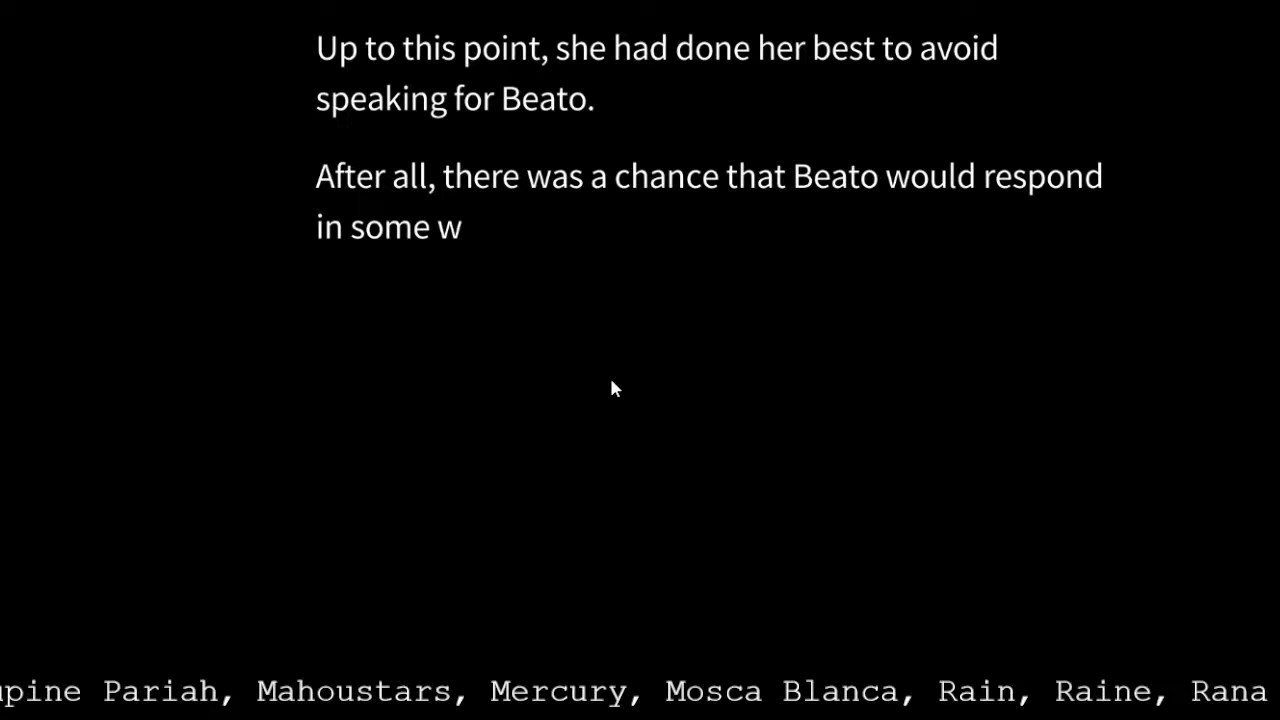 Up to this point, she had done her best to avoid
speaking for Beato.
After all, there was a chance that Beato would respond
in some w
upine Pariah, Mahoustars, Mercury, Mosca Blanca, Rain, Raine, Rana